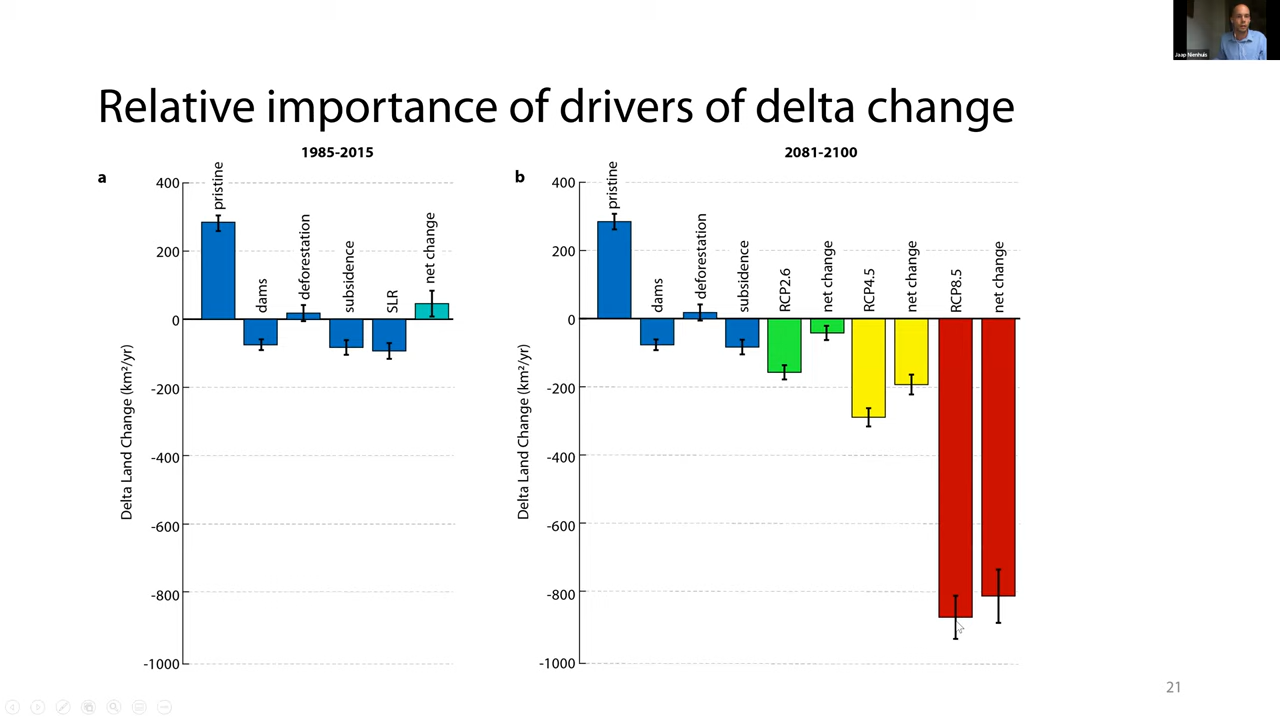 Jaap Nienhuis
Relative importance of drivers of delta change
1985-2015
a
400
200
0
-200
-400
-600
-800
-1000
Delta Land Change (km²/yr)
pristine
dams
deforestation
subsidence
SLR
net change
2081-2100
b
400
200
0
-200
-400
-600
-800
-1000
Delta Land Change (km²/yr)
pristine
dams
deforestation
subsidence
RCP2.6
net change
RCP4.5
net change
RCP8.5
net change
21